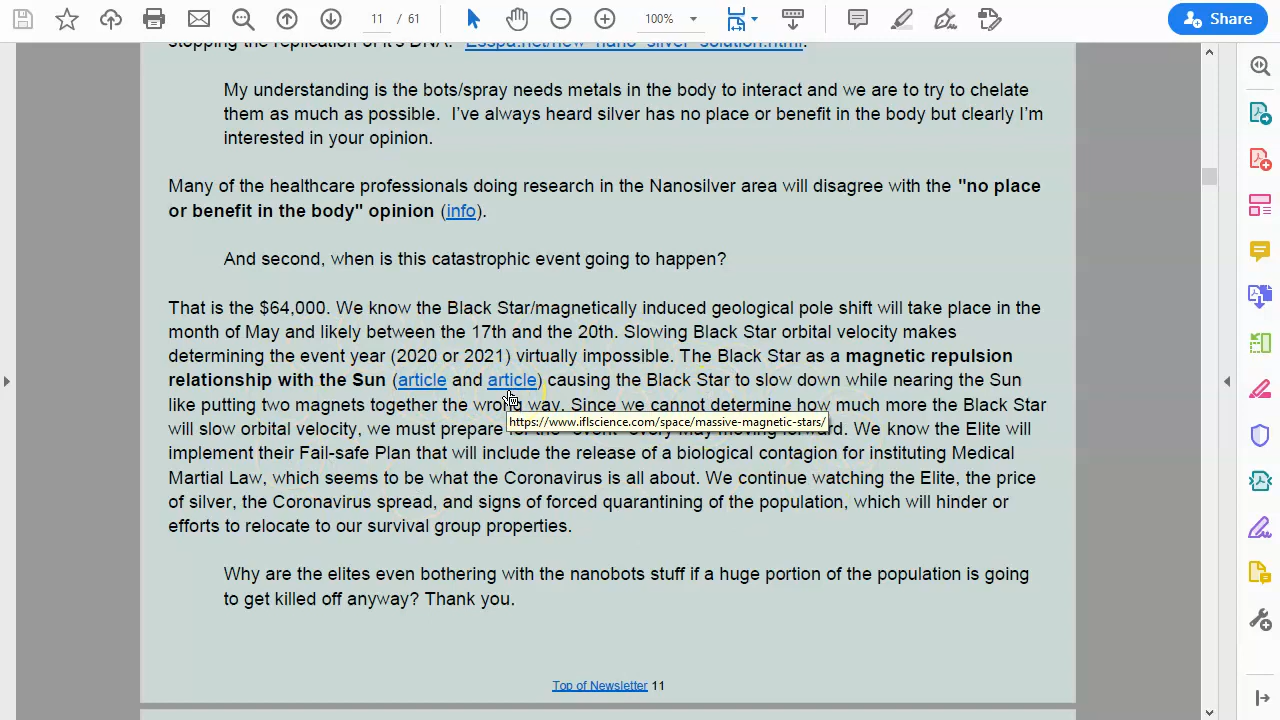 11 / 61
100%
Share
stopping the replication of it's DNA. Esspa.net/new-nano-silver-solution.html.
My understanding is the bots/spray needs metals in the body to interact and we are to try to chelate
them as much as possible. I've always heard silver has no place or benefit in the body but clearly I'm
interested in your opinion.
Many of the healthcare professionals doing research in the Nanosilver area will disagree with the "no place
or benefit in the body" opinion (info).
And second, when is this catastrophic event going to happen?
That is the $64,000. We know the Black Star/magnetically induced geological pole shift will take place in the
month of May and likely between the 17th and the 20th. Slowing Black Star orbital velocity makes
determining the event year (2020 or 2021) virtually impossible. The Black Star as a magnetic repulsion
relationship with the Sun (article and article) causing the Black Star to slow down while nearing the Sun
like putting two magnets together the wrong way. Since we cannot determine how much more the Black Star
https://www.iflscience.com/space/massive-magnetic-stars/
will slow orbital velocity, we must prepare for the "event" every May moving forward. We know the Elite will
implement their Fail-safe Plan that will include the release of a biological contagion for instituting Medical
Martial Law, which seems to be what the Coronavirus is all about. We continue watching the Elite, the price
of silver, the Coronavirus spread, and signs of forced quarantining of the population, which will hinder or
efforts to relocate to our survival group properties.
Why are the elites even bothering with the nanobots stuff if a huge portion of the population is going
to get killed off anyway? Thank you.
Top of Newsletter 11